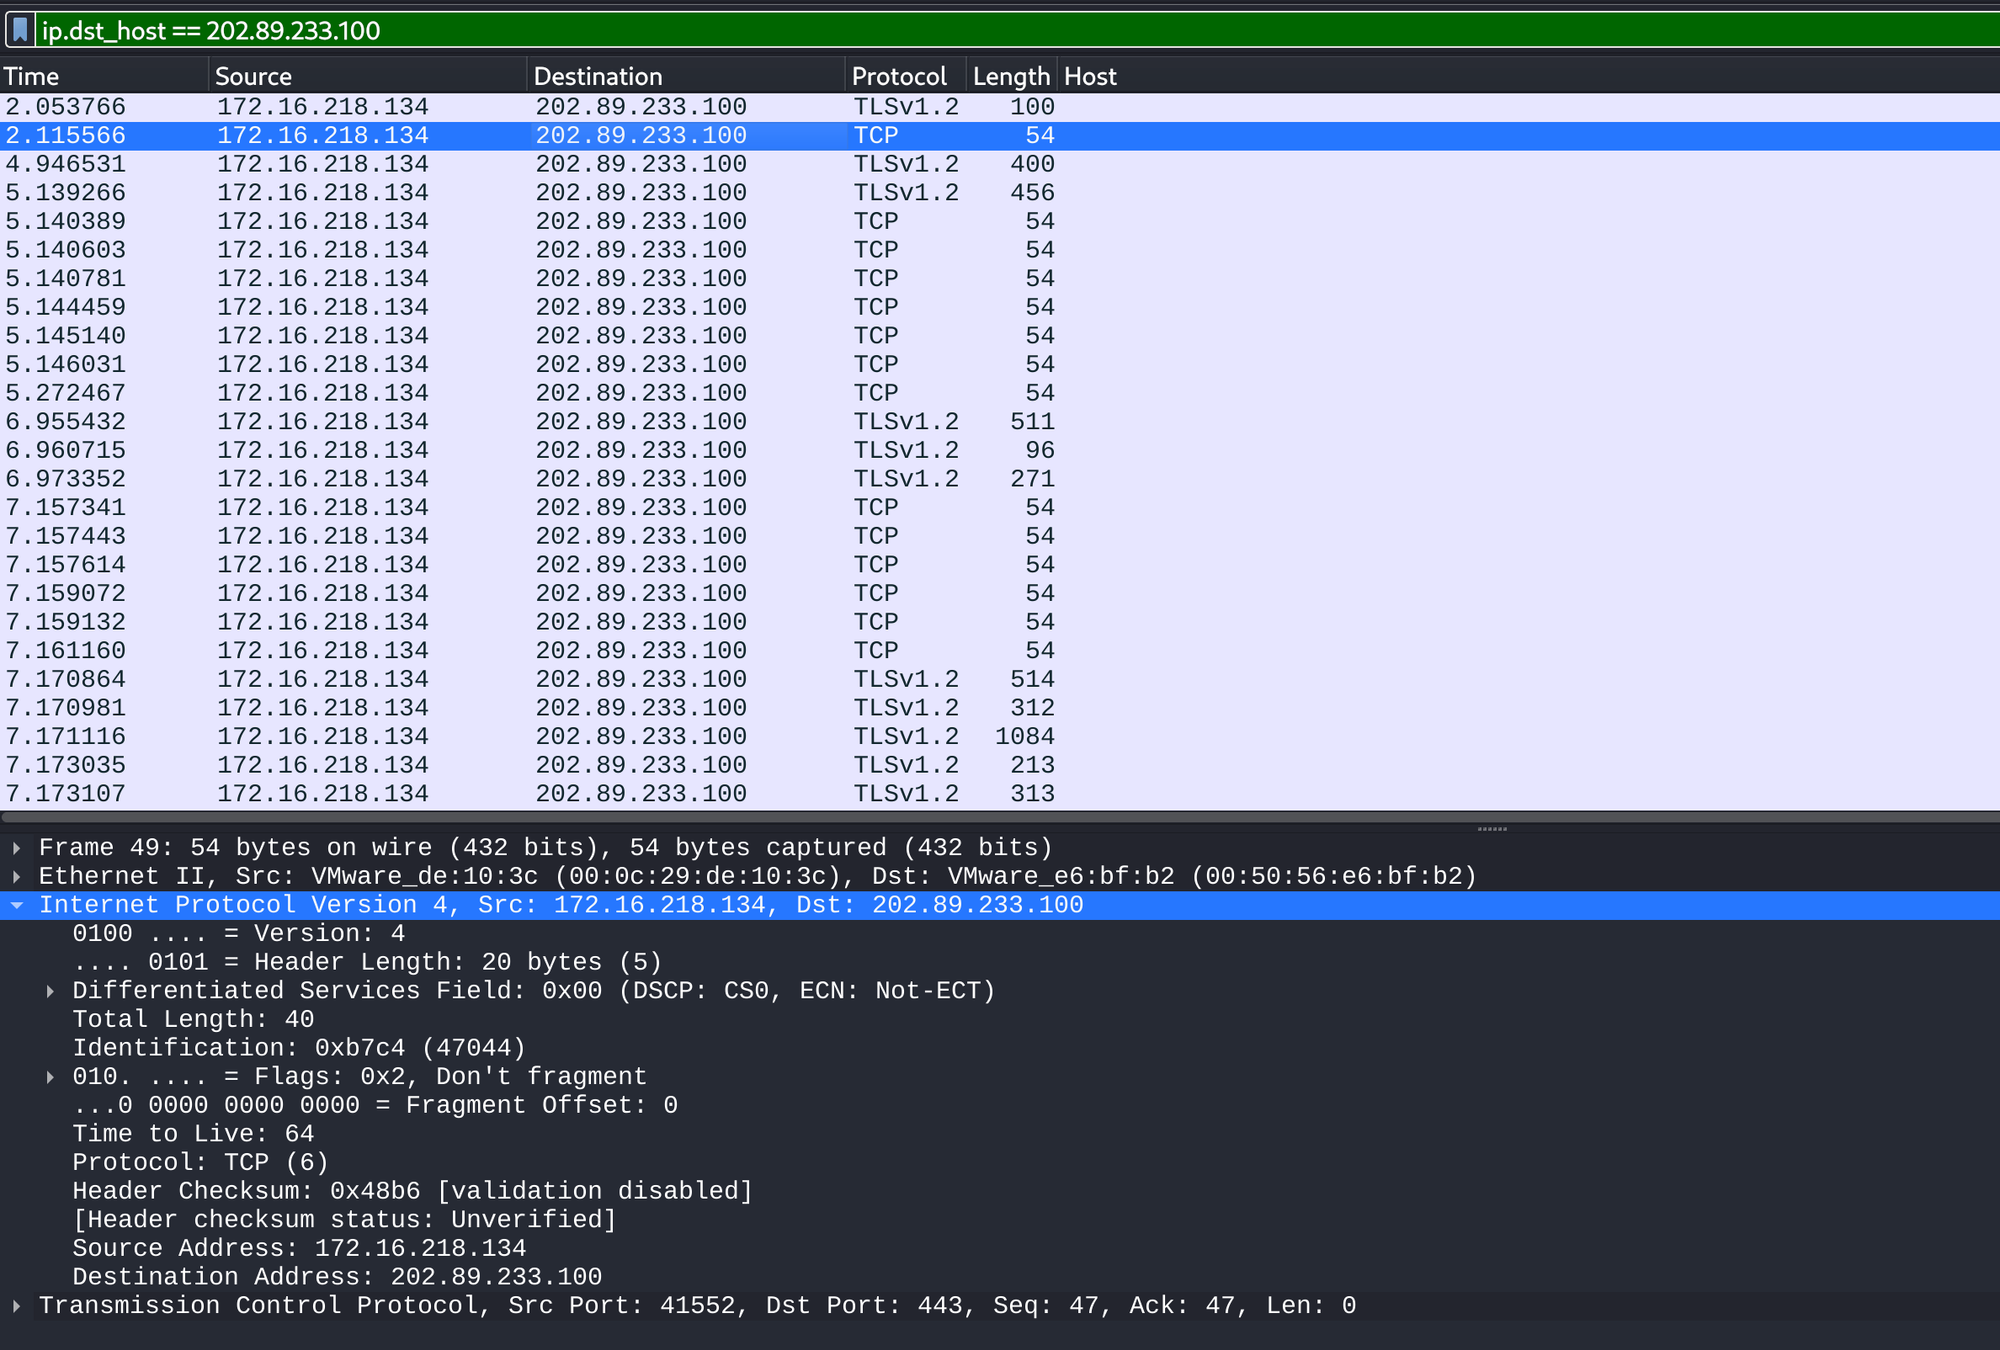 ip.dst_host == 202.89.233.100
Time Source Destination Protocol Length Host
2.053766 172.16.218.134 202.89.233.100 TLSv1.2 100
2.115566 172.16.218.134 202.89.233.100 TCP 54
4.946531 172.16.218.134 202.89.233.100 TLSv1.2 400
5.139266 172.16.218.134 202.89.233.100 TLSv1.2 456
5.140389 172.16.218.134 202.89.233.100 TCP 54
5.140603 172.16.218.134 202.89.233.100 TCP 54
5.140781 172.16.218.134 202.89.233.100 TCP 54
5.144459 172.16.218.134 202.89.233.100 TCP 54
5.145140 172.16.218.134 202.89.233.100 TCP 54
5.146031 172.16.218.134 202.89.233.100 TCP 54
5.272467 172.16.218.134 202.89.233.100 TCP 54
6.955432 172.16.218.134 202.89.233.100 TLSv1.2 511
6.960715 172.16.218.134 202.89.233.100 TLSv1.2 96
6.973352 172.16.218.134 202.89.233.100 TLSv1.2 271
7.157341 172.16.218.134 202.89.233.100 TCP 54
7.157443 172.16.218.134 202.89.233.100 TCP 54
7.157614 172.16.218.134 202.89.233.100 TCP 54
7.159072 172.16.218.134 202.89.233.100 TCP 54
7.159132 172.16.218.134 202.89.233.100 TCP 54
7.161160 172.16.218.134 202.89.233.100 TCP 54
7.170864 172.16.218.134 202.89.233.100 TLSv1.2 514
7.170981 172.16.218.134 202.89.233.100 TLSv1.2 312
7.171116 172.16.218.134 202.89.233.100 TLSv1.2 1084
7.173035 172.16.218.134 202.89.233.100 TLSv1.2 213
7.173107 172.16.218.134 202.89.233.100 TLSv1.2 313
Frame 49: 54 bytes on wire (432 bits), 54 bytes captured (432 bits)
Ethernet II, Src: VMware_de:10:3c (00:0c:29:de:10:3c), Dst: VMware_e6:bf:b2 (00:50:56:e6:bf:b2)
Internet Protocol Version 4, Src: 172.16.218.134, Dst: 202.89.233.100
0100 .... = Version: 4
.... 0101 = Header Length: 20 bytes (5)
Differentiated Services Field: 0x00 (DSCP: CS0, ECN: Not-ECT)
Total Length: 40
Identification: 0xb7c4 (47044)
010. .... = Flags: 0x2, Don't fragment
...0 0000 0000 0000 = Fragment Offset: 0
Time to Live: 64
Protocol: TCP (6)
Header Checksum: 0x48b6 [validation disabled]
[Header checksum status: Unverified]
Source Address: 172.16.218.134
Destination Address: 202.89.233.100
Transmission Control Protocol, Src Port: 41552, Dst Port: 443, Seq: 47, Ack: 47, Len: 0